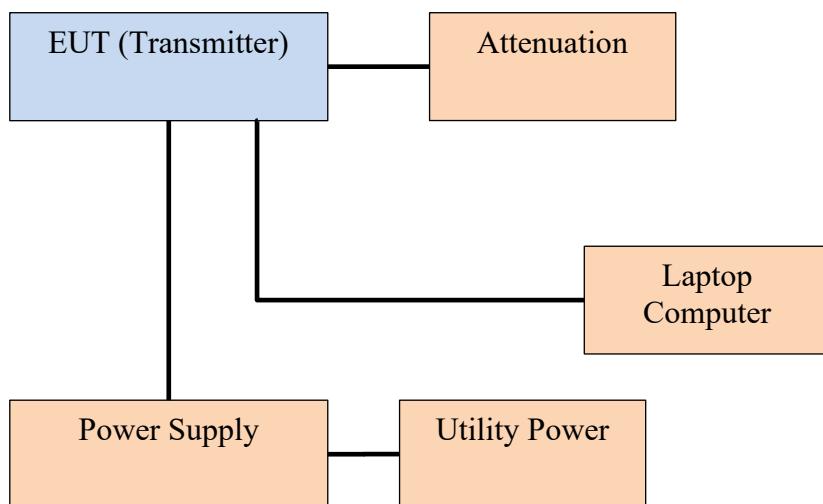 EUT (Transmitter)
Attenuation
Laptop
Computer
Power Supply
Utility Power